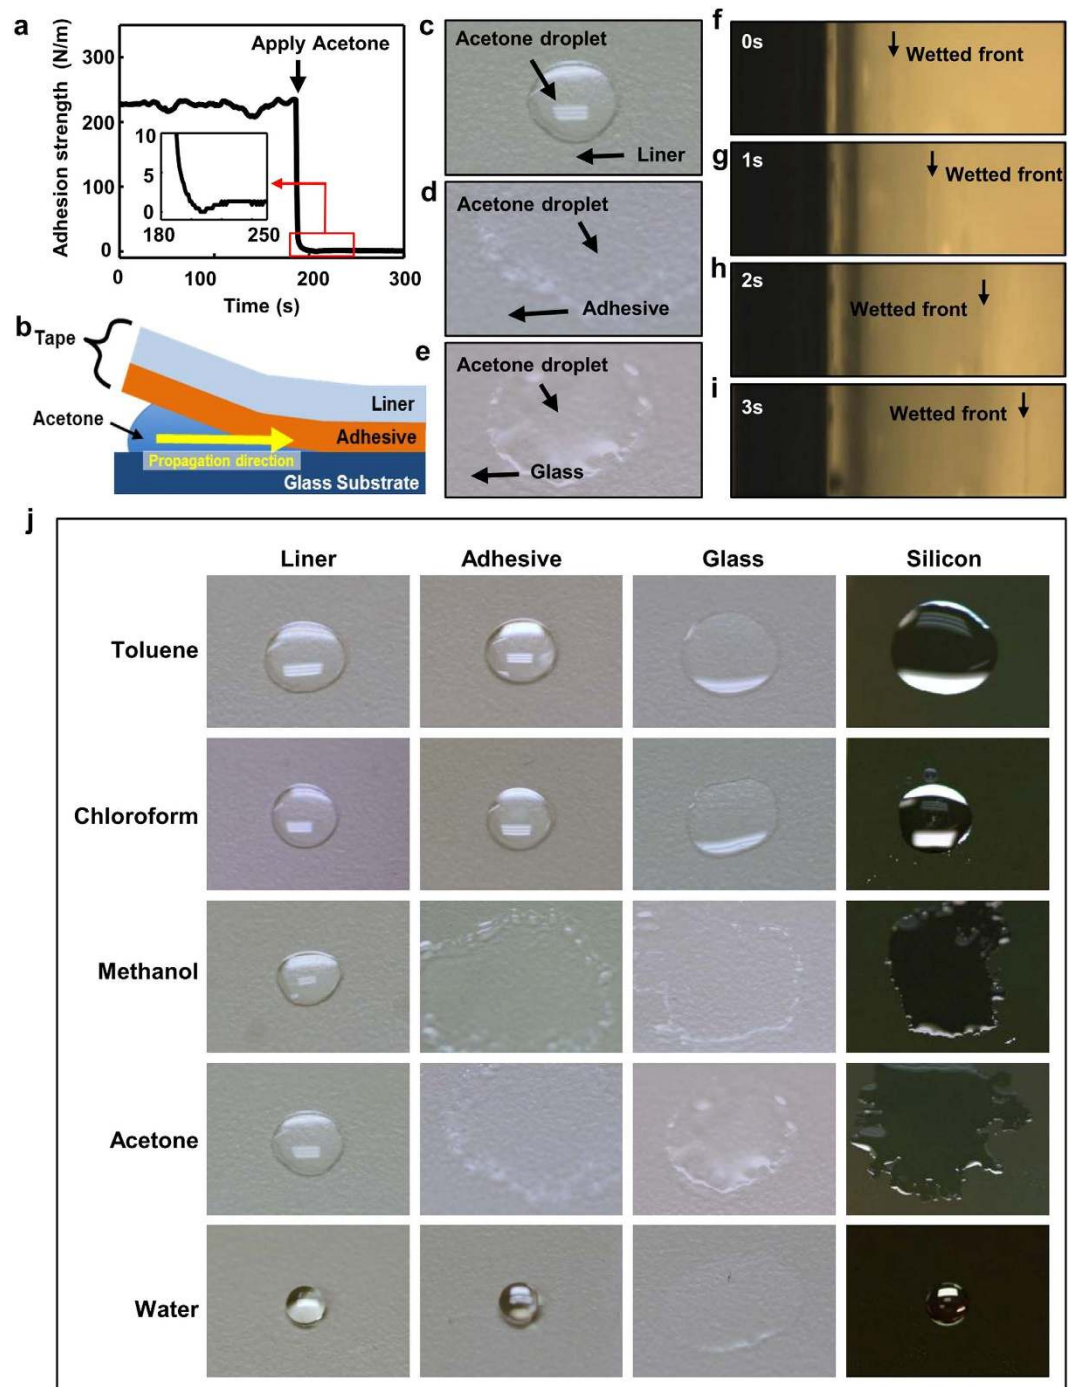 a
Adhesion strength (N/m)
300
200
100
0
0
100
200
300
Time (s)
Apply Acetone
10
5
0
180
250
b
Tape
Acetone
Liner
Adhesive
Propagation direction
Glass Substrate
c
Acetone droplet
Liner
d
Acetone droplet
Adhesive
e
Acetone droplet
Glass
f
0s
Wetted front
g
1s
Wetted front
h
2s
Wetted front
i
3s
Wetted front
j
Liner Adhesive Glass Silicon
Toluene
Chloroform
Methanol
Acetone
Water